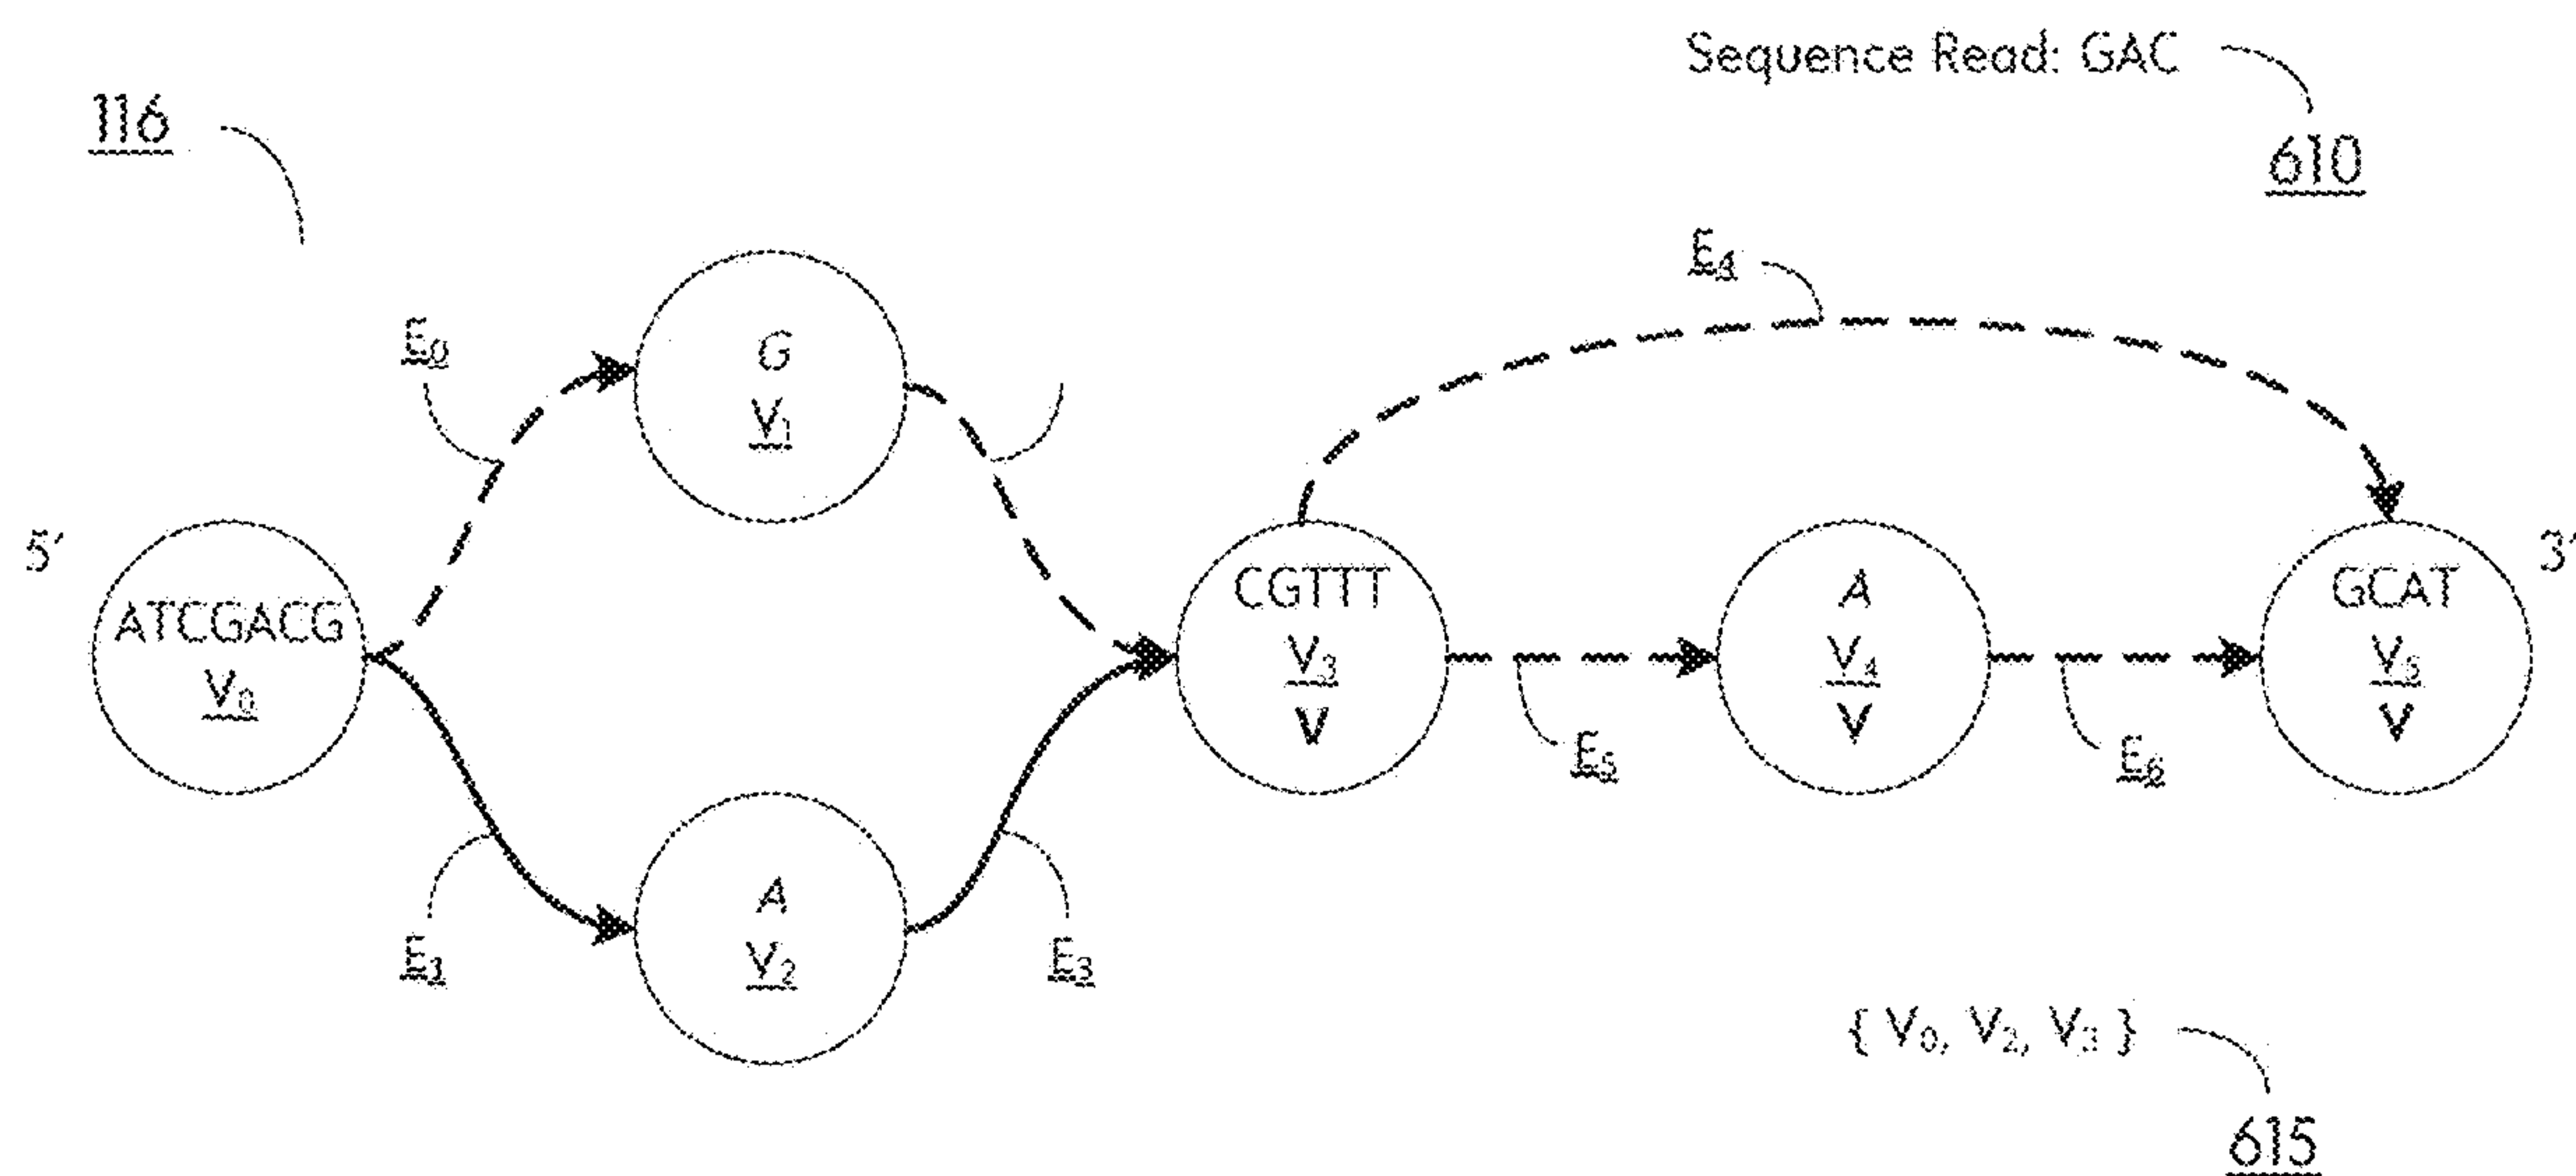 Sequence Read: GAC
116
610
E4
E0
G
V1
5'
3'
ATCGACG
V0
CGTTT
V3
V
A
V4
V
GCAT
V5
V
E5
E6
A
V2
E1
E3
{ V0, V2, V3 }
615